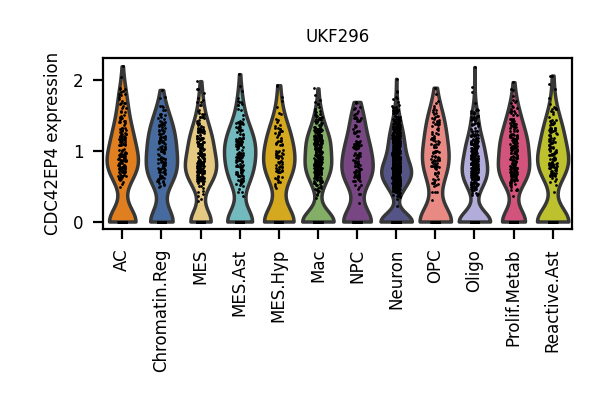 UKF296
CDC42EP4 expression
2
1
0
AC
Chromatin.Reg
MES
MES.Ast
MES.Hyp
Mac
NPC
Neuron
OPC
Oligo
Prolif.Metab
Reactive.Ast